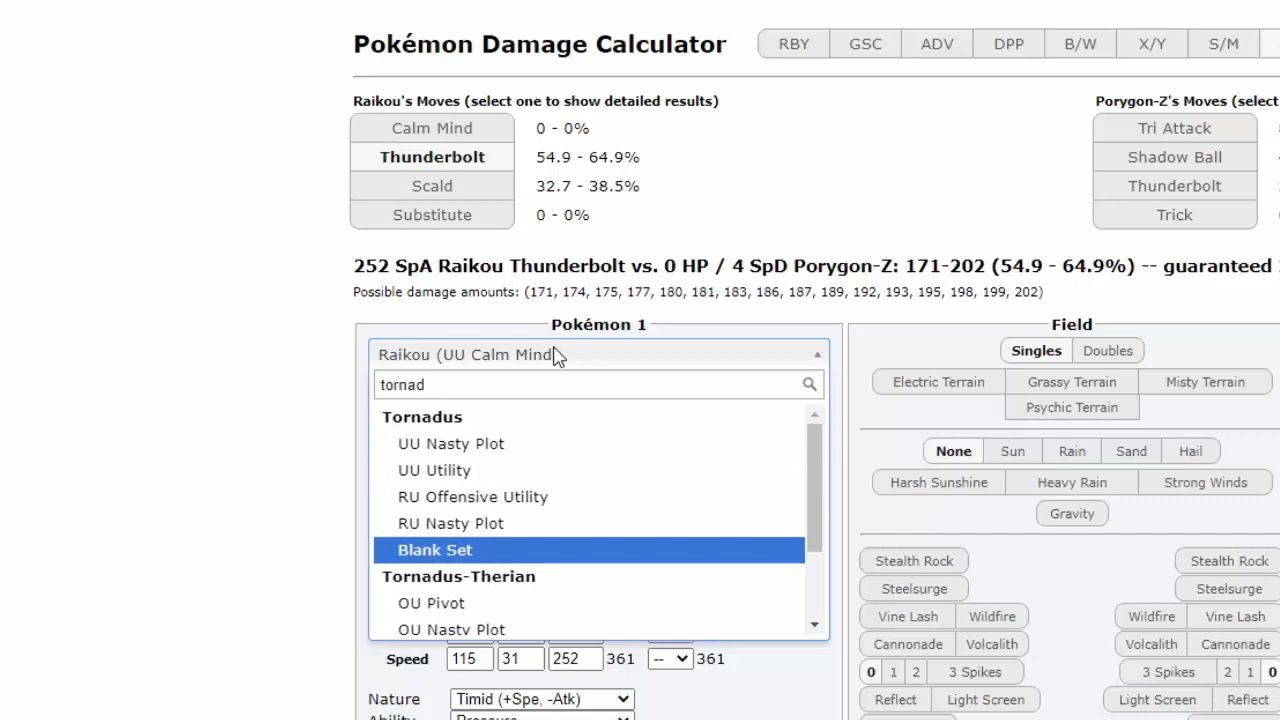 Pokémon Damage Calculator
RBY GSC ADV DPP B/W X/Y S/M
Raikou's Moves (select one to show detailed results)
Calm Mind 0 - 0%
Thunderbolt 54.9 - 64.9%
Scald 32.7 - 38.5%
Substitute 0 - 0%
Porygon-Z's Moves (select
Tri Attack
Shadow Ball
Thunderbolt
Trick
252 SpA Raikou Thunderbolt vs. 0 HP / 4 SpD Porygon-Z: 171-202 (54.9 - 64.9%) -- guaranteed
Possible damage amounts: (171, 174, 175, 177, 180, 181, 183, 186, 187, 189, 192, 193, 195, 198, 199, 202)
Pokémon 1
Raikou (UU Calm Mind)
tornad
Tornadus
UU Nasty Plot
UU Utility
RU Offensive Utility
RU Nasty Plot
Blank Set
Tornadus-Therian
OU Pivot
OU Nasty Plot
Speed 115 31 252 361 -- 361
Nature Timid (+Spe, -Atk)
Ability Pressure
Field
Singles Doubles
Electric Terrain Grassy Terrain Misty Terrain
Psychic Terrain
None Sun Rain Sand Hail
Harsh Sunshine Heavy Rain Strong Winds
Gravity
Stealth Rock Stealth Rock
Steelsurge Steelsurge
Vine Lash Wildfire Wildfire Vine Lash
Cannonade Volcalith Volcalith Cannonade
0 1 2 3 Spikes 3 Spikes 2 1 0
Reflect Light Screen Light Screen Reflect